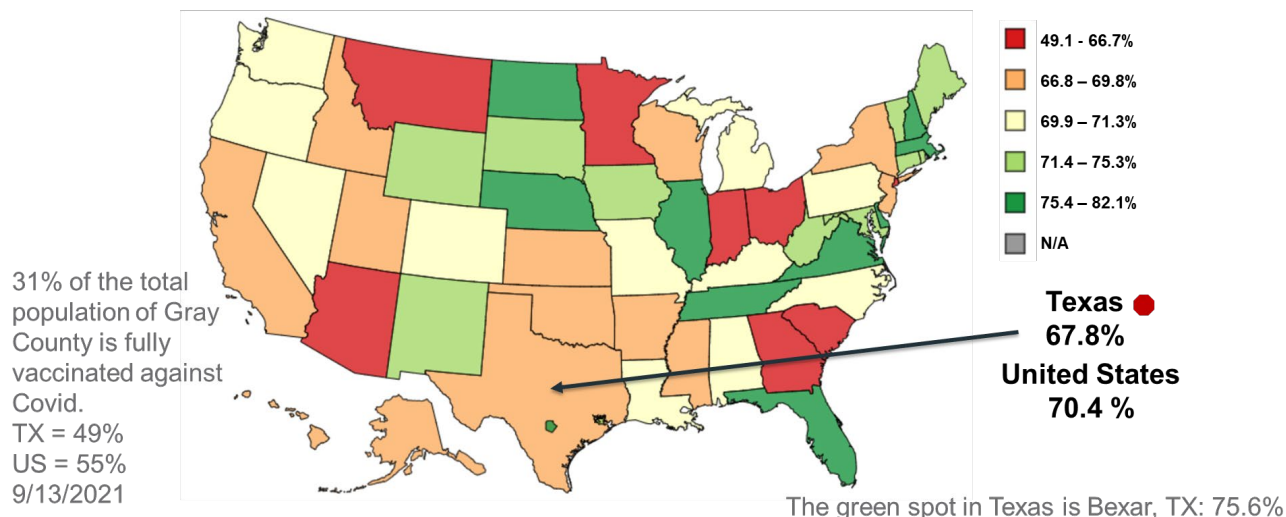 49.1 - 66.7%
66.8 – 69.8%
69.9 – 71.3%
71.4 – 75.3%
75.4 – 82.1%
N/A
31% of the total
population of Gray
County is fully
vaccinated against
Covid.
TX = 49%
US = 55%
9/13/2021
Texas
67.8%
United States
70.4 %
The green spot in Texas is Bexar, TX: 75.6%